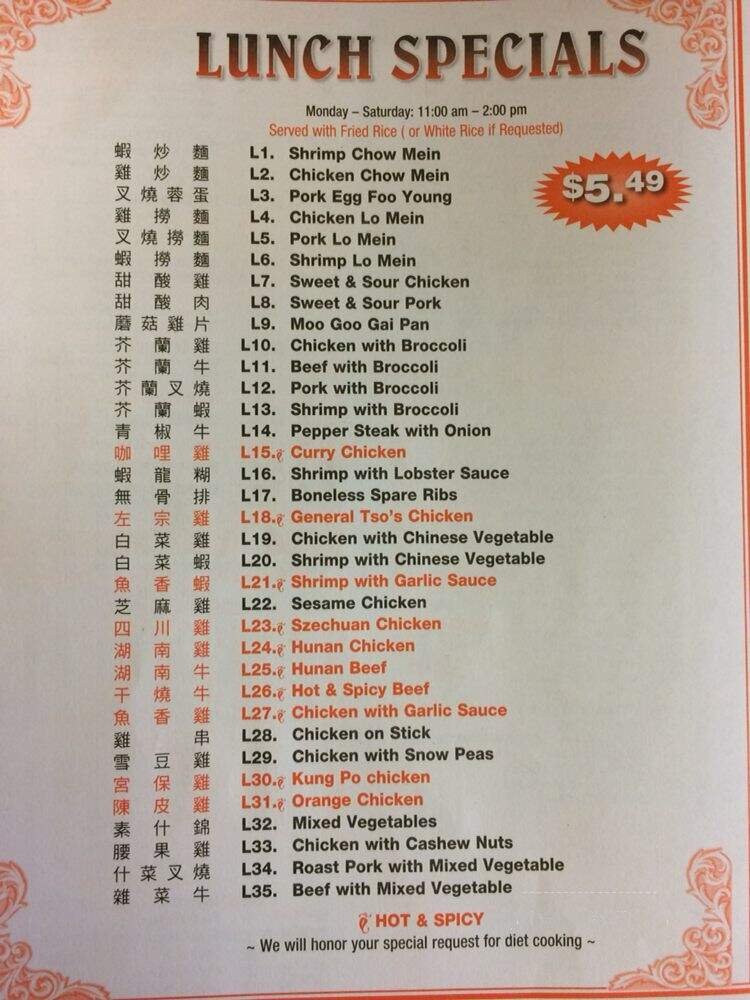 LUNCH SPECIALS
Monday – Saturday: 11:00 am – 2:00 pm
Served with Fried Rice ( or White Rice if Requested)
$5.49
蝦炒麵 L1. Shrimp Chow Mein
雞炒麵 L2. Chicken Chow Mein
叉燒蓉蛋 L3. Pork Egg Foo Young
雞撈麵 L4. Chicken Lo Mein
叉燒撈麵 L5. Pork Lo Mein
蝦撈麵 L6. Shrimp Lo Mein
甜酸雞 L7. Sweet & Sour Chicken
甜酸肉 L8. Sweet & Sour Pork
蘑菇雞片 L9. Moo Goo Gai Pan
芥蘭雞 L10. Chicken with Broccoli
芥蘭牛 L11. Beef with Broccoli
芥蘭叉燒 L12. Pork with Broccoli
芥蘭蝦 L13. Shrimp with Broccoli
青椒牛 L14. Pepper Steak with Onion
咖哩雞 L15. Curry Chicken
蝦龍糊 L16. Shrimp with Lobster Sauce
無骨排 L17. Boneless Spare Ribs
左宗雞 L18. General Tso's Chicken
白菜雞 L19. Chicken with Chinese Vegetable
白菜蝦 L20. Shrimp with Chinese Vegetable
魚香蝦 L21. Shrimp with Garlic Sauce
芝麻雞 L22. Sesame Chicken
四川雞 L23. Szechuan Chicken
湖南雞 L24. Hunan Chicken
湖南牛 L25. Hunan Beef
干燒牛 L26. Hot & Spicy Beef
魚香雞 L27. Chicken with Garlic Sauce
雞串 L28. Chicken on Stick
雪豆雞 L29. Chicken with Snow Peas
宮保雞 L30. Kung Po chicken
陳皮雞 L31. Orange Chicken
素什錦 L32. Mixed Vegetables
腰果雞 L33. Chicken with Cashew Nuts
什菜叉燒 L34. Roast Pork with Mixed Vegetable
雜菜牛 L35. Beef with Mixed Vegetable
HOT & SPICY
~ We will honor your special request for diet cooking ~